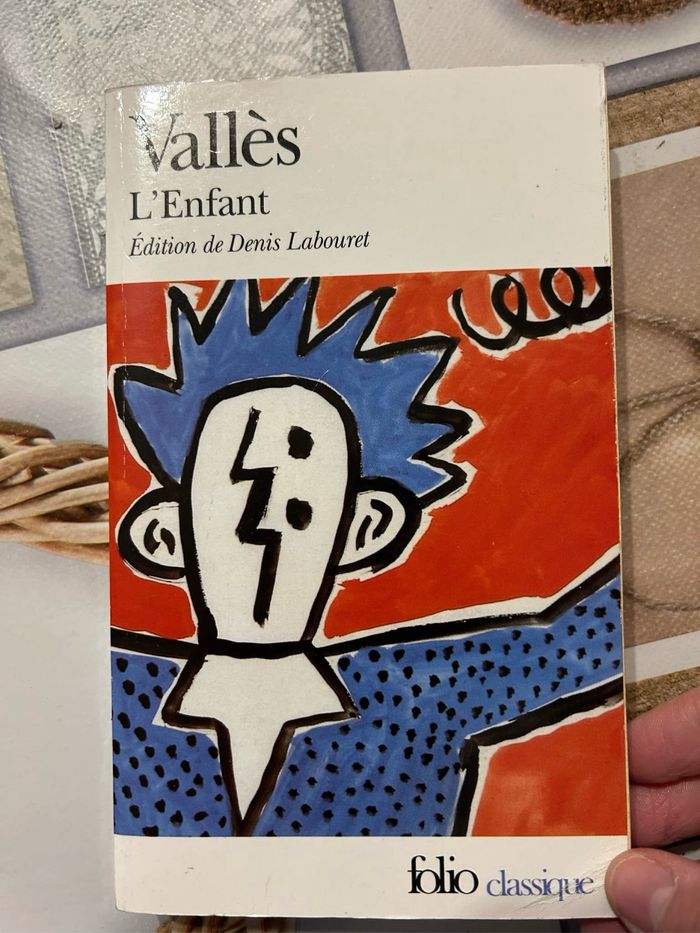 Vallès
L'Enfant
Édition de Denis Labouret
folio classique